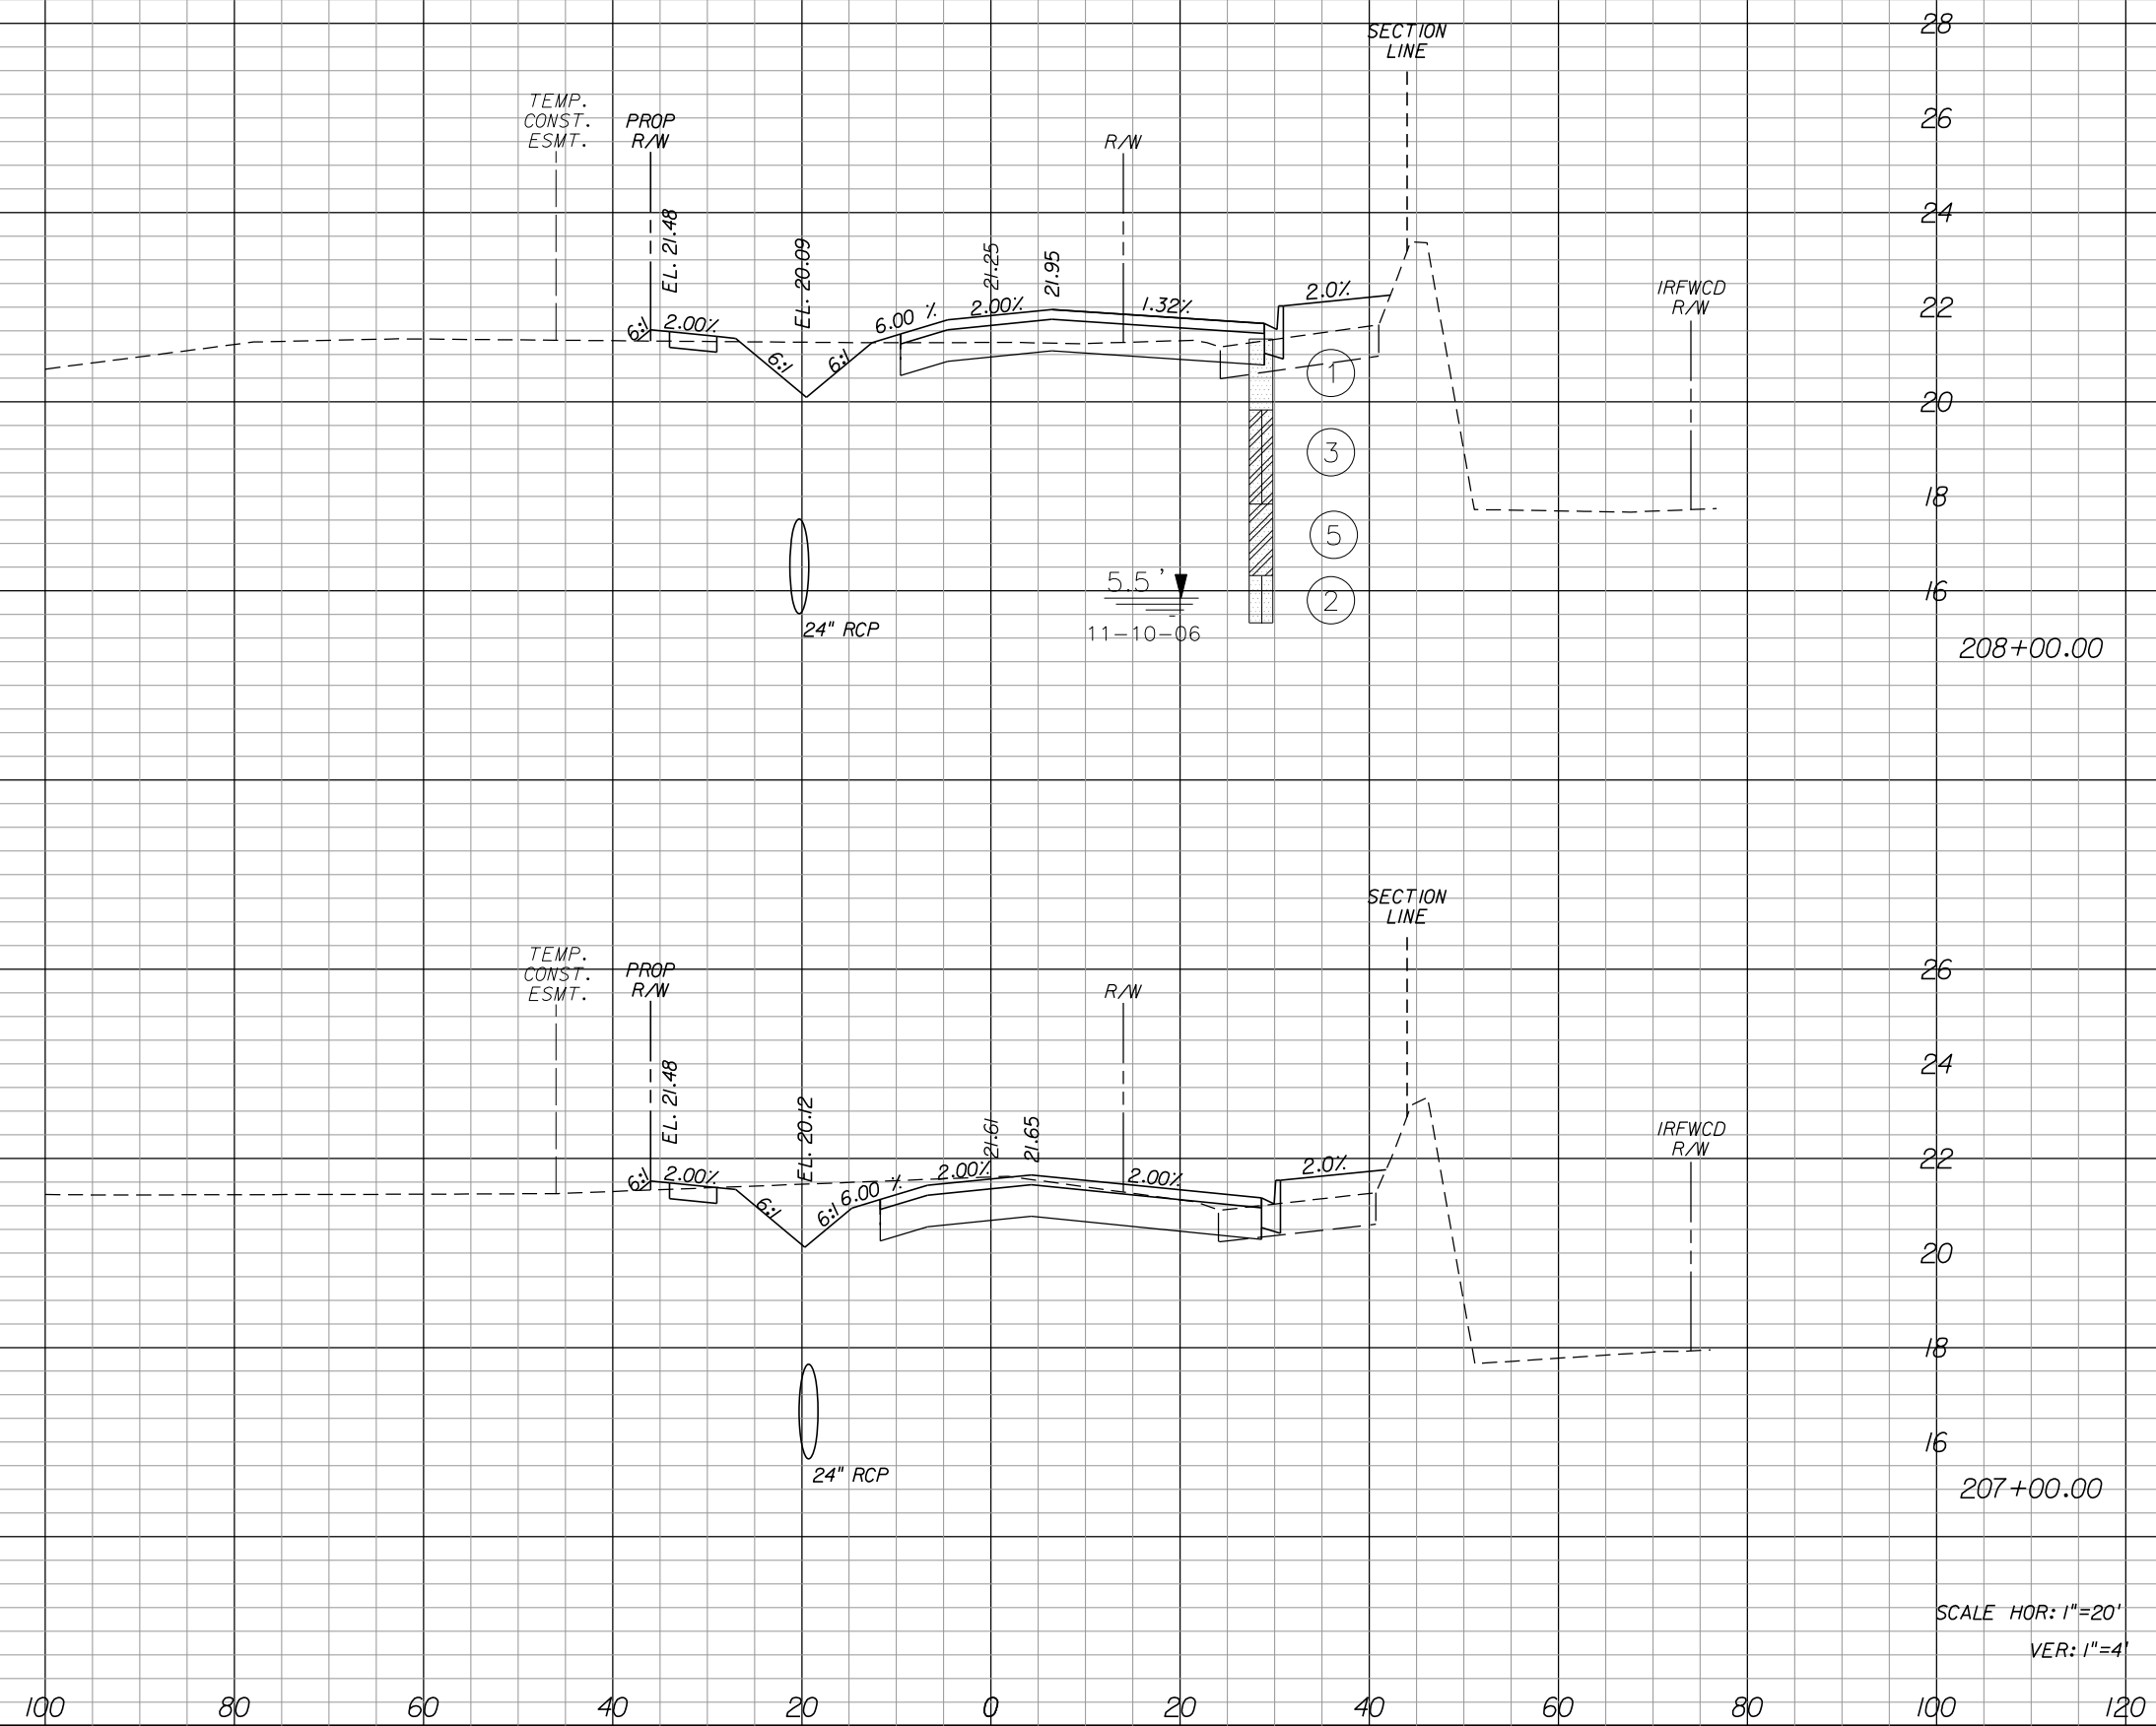 28
SECTION
LINE
TEMP.
CONST.
ESMT.
PROP
R/W
R/W
26
24
EL. 21.48
EL. 20.09
21.25
21.95
IRFWCD
R/W
22
6:1
2.00%
6:1
6:1
6.00 %
2.00%
1.32%
2.0%
1
20
3
18
5
5.5'
11-10-06
2
16
24" RCP
208+00.00
SECTION
LINE
TEMP.
CONST.
ESMT.
PROP
R/W
R/W
26
24
EL. 21.48
EL. 20.12
21.61
21.65
IRFWCD
R/W
22
6:1
2.00%
6:1
6:1
6.00 %
2.00%
2.00%
2.0%
20
18
16
24" RCP
207+00.00
SCALE HOR: 1"=20'
VER: 1"=4'
100 80 60 40 20 0 20 40 60 80 100 120